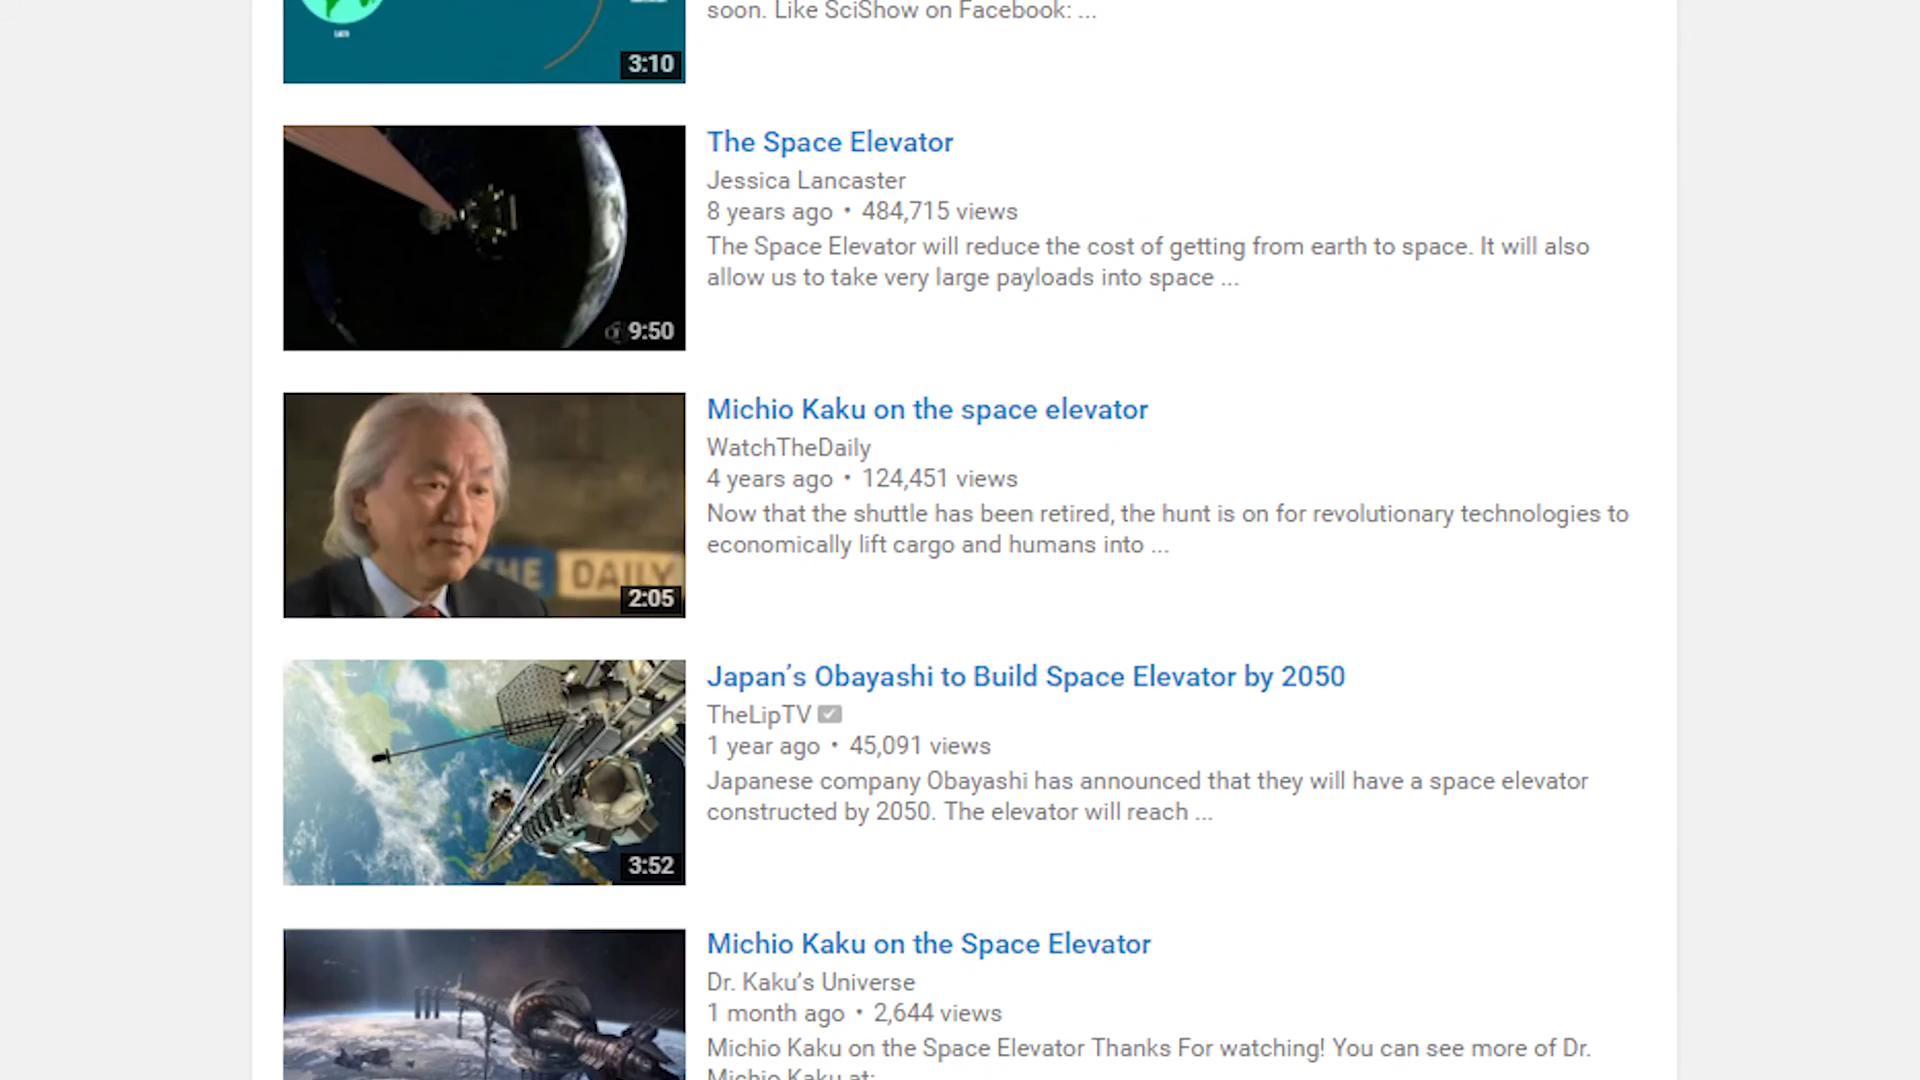 soon. Like SciShow on Facebook: ...
3:10
The Space Elevator
Jessica Lancaster
8 years ago • 484,715 views
The Space Elevator will reduce the cost of getting from earth to space. It will also
allow us to take very large payloads into space ...
9:50
Michio Kaku on the space elevator
WatchTheDaily
4 years ago • 124,451 views
Now that the shuttle has been retired, the hunt is on for revolutionary technologies to
economically lift cargo and humans into ...
THE DAILY
2:05
Japan’s Obayashi to Build Space Elevator by 2050
TheLipTV
1 year ago • 45,091 views
Japanese company Obayashi has announced that they will have a space elevator
constructed by 2050. The elevator will reach ...
3:52
Michio Kaku on the Space Elevator
Dr. Kaku’s Universe
1 month ago • 2,644 views
Michio Kaku on the Space Elevator Thanks For watching! You can see more of Dr.
Michio Kaku at: